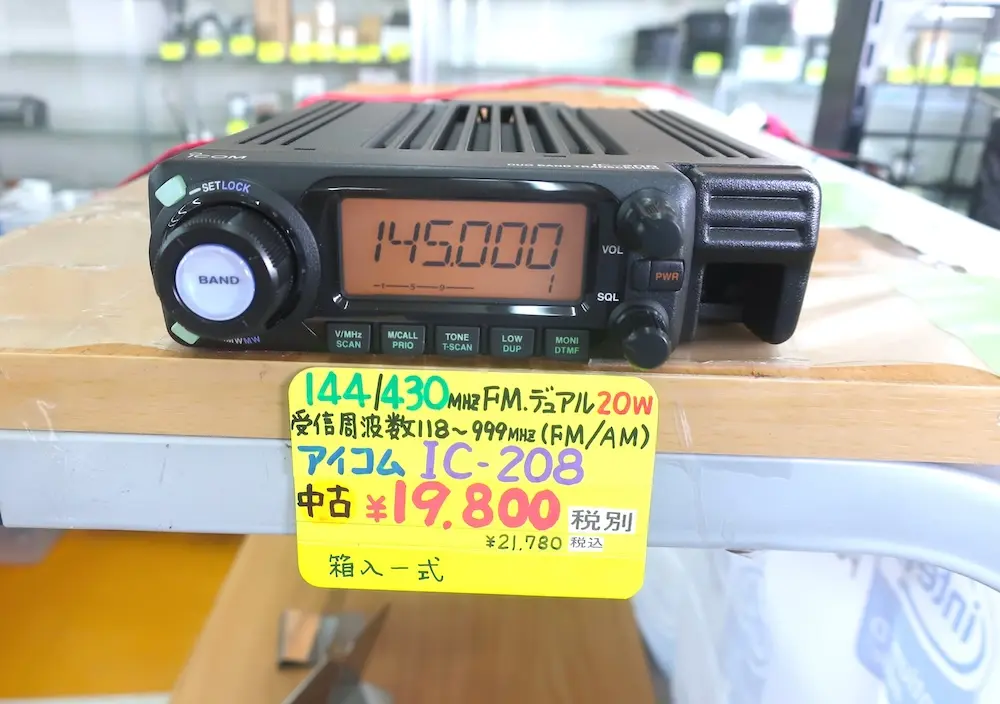 ICOM
SET LOCK
BAND
MW
145.000
1
VOL
PWR
SQL
V/MHz
SCAN
M/CALL
PRIO
TONE
T-SCAN
LOW
DUP
MONI
DTMF
144/430MHZ FM.デュアル20W
受信周波数118～999MHZ(FM/AM)
アイコム IC-208
中古 ¥19.800 税別
¥21.780 税込
箱入一式